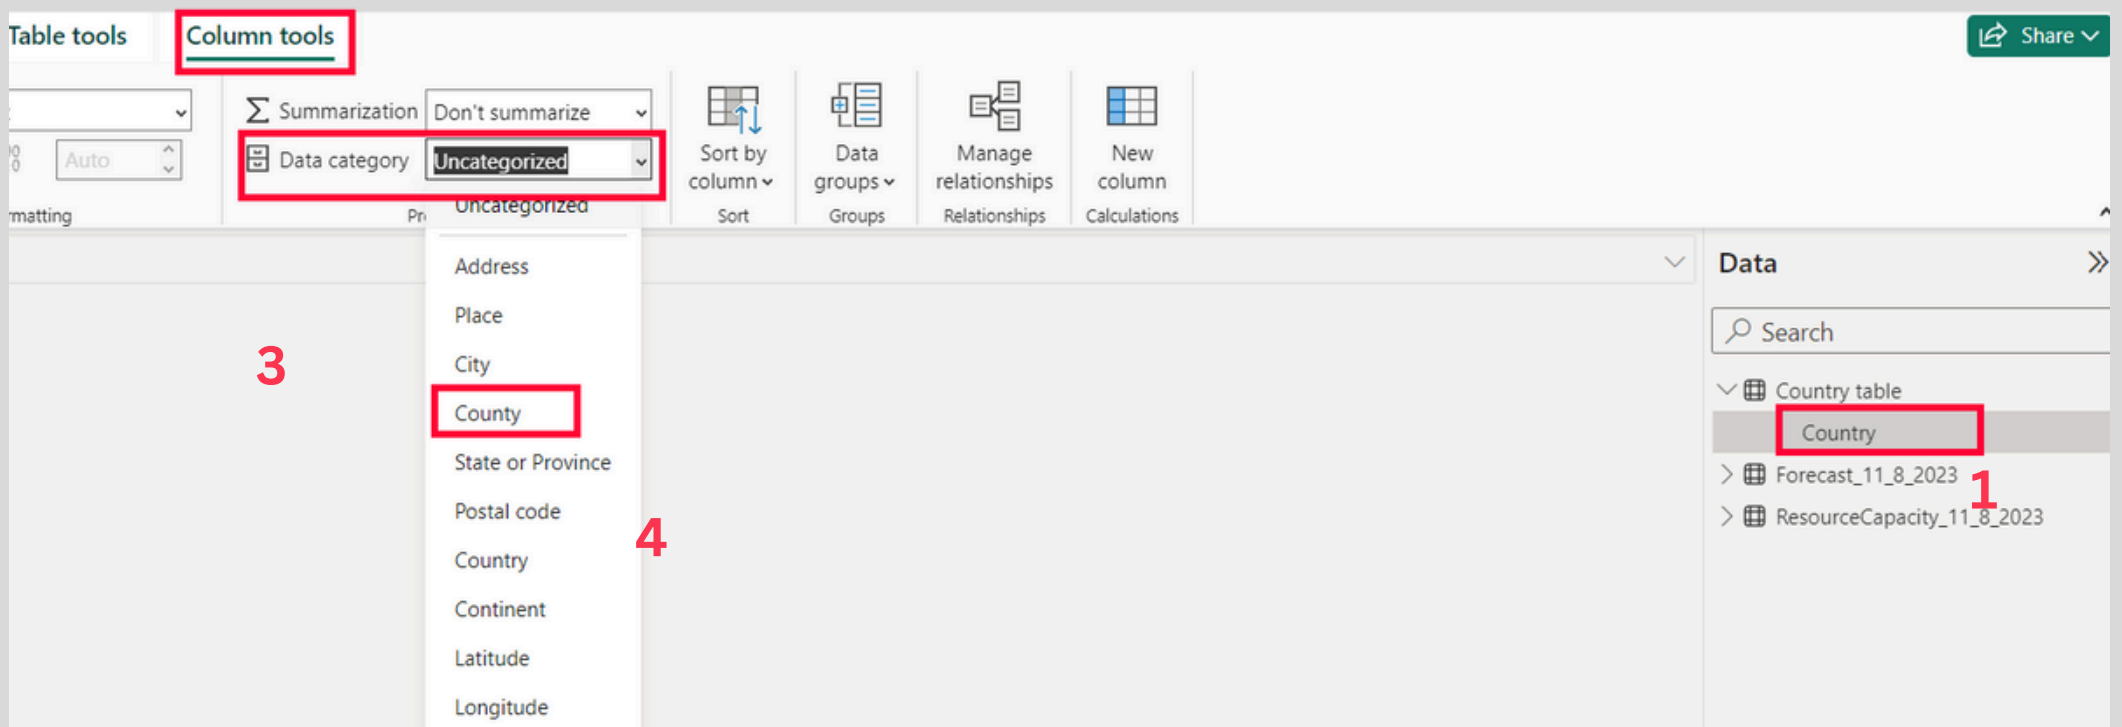 Table tools
Column tools
Share
Summarization
Don't summarize
Data category
Uncategorized
Auto
Sort by
column
Data
groups
Manage
relationships
New
column
Sort
Groups
Relationships
Calculations
Uncategorized
Address
Place
City
County
State or Province
Postal code
Country
Continent
Latitude
Longitude
3
4
Data
Search
Country table
Country
Forecast_11_8_2023
1
ResourceCapacity_11_8_2023